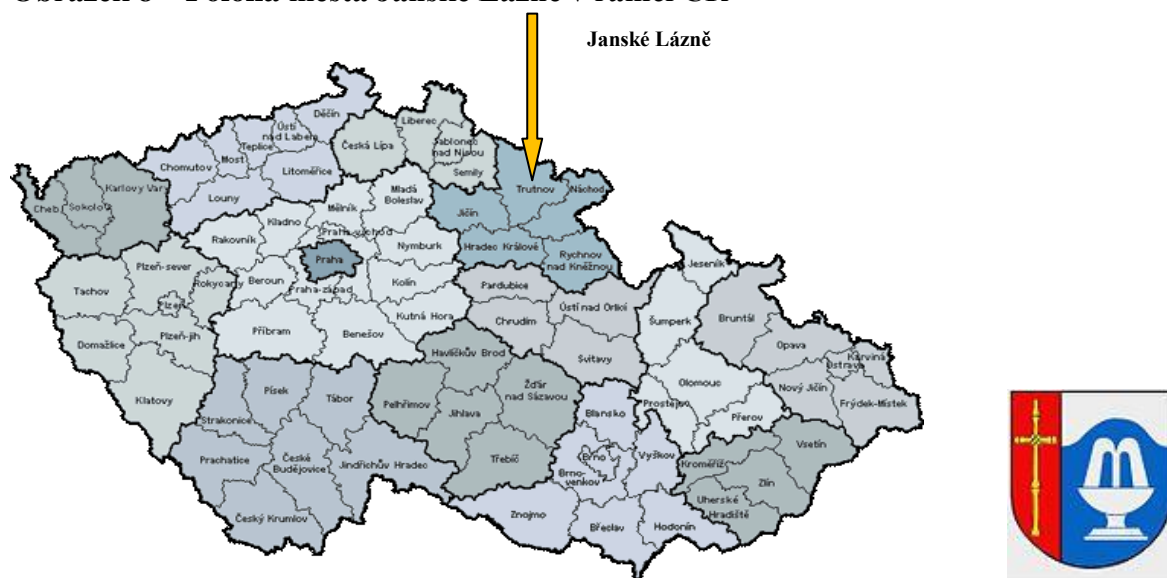 Janské Lázně
Děčín
Ústí
nad Labem
Teplice
Most
Chomutov
Litoměřice
Louny
Česká Lípa
Liberec
Jablonec
nad Nisou
Semily
Trutnov
Náchod
Jičín
Hradec Králové
Rychnov
nad Kněžnou
Karlovy Vary
Sokolov
Cheb
Mladá
Boleslav
Mělník
Kladno
Rakovník
Praha-východ
Praha
Nymburk
Beroun
Praha-západ
Kolín
Kutná Hora
Příbram
Benešov
Plzeň-sever
Rokycany
Tachov
Plzeň
Plzeň-jih
Domažlice
Klatovy
Pardubice
Ústí nad Orlicí
Chrudim
Svitavy
Jeseník
Šumperk
Bruntál
Opava
Karviná
Ostrava
Nový Jičín
Frýdek-Místek
Olomouc
Prostějov
Přerov
Havlíčkův Brod
Žďár
nad Sázavou
Pelhřimov
Jihlava
Třebíč
Písek
Tábor
Strakonice
Prachatice
České
Budějovice
Jindřichův Hradec
Český Krumlov
Blansko
Brno
Brno-
venkov
Vyškov
Znojmo
Břeclav
Hodonín
Kroměříž
Vsetín
Zlín
Uherské
Hradiště